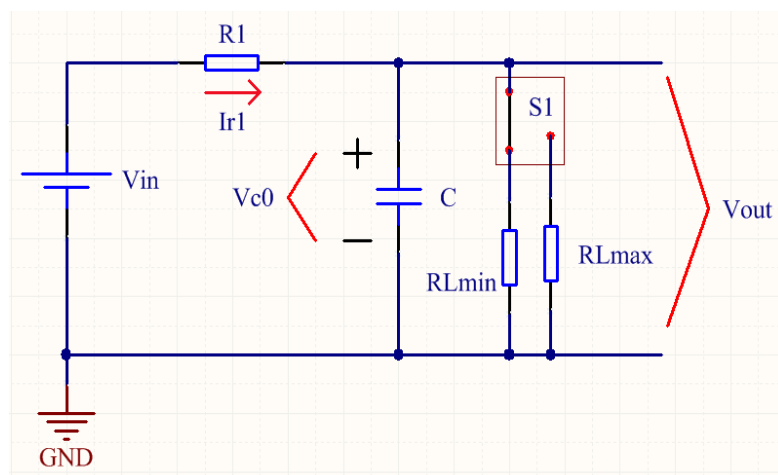 R1
Ir1
S1
Vin
Vc0
+
−
C
Vout
RLmin
RLmax
GND